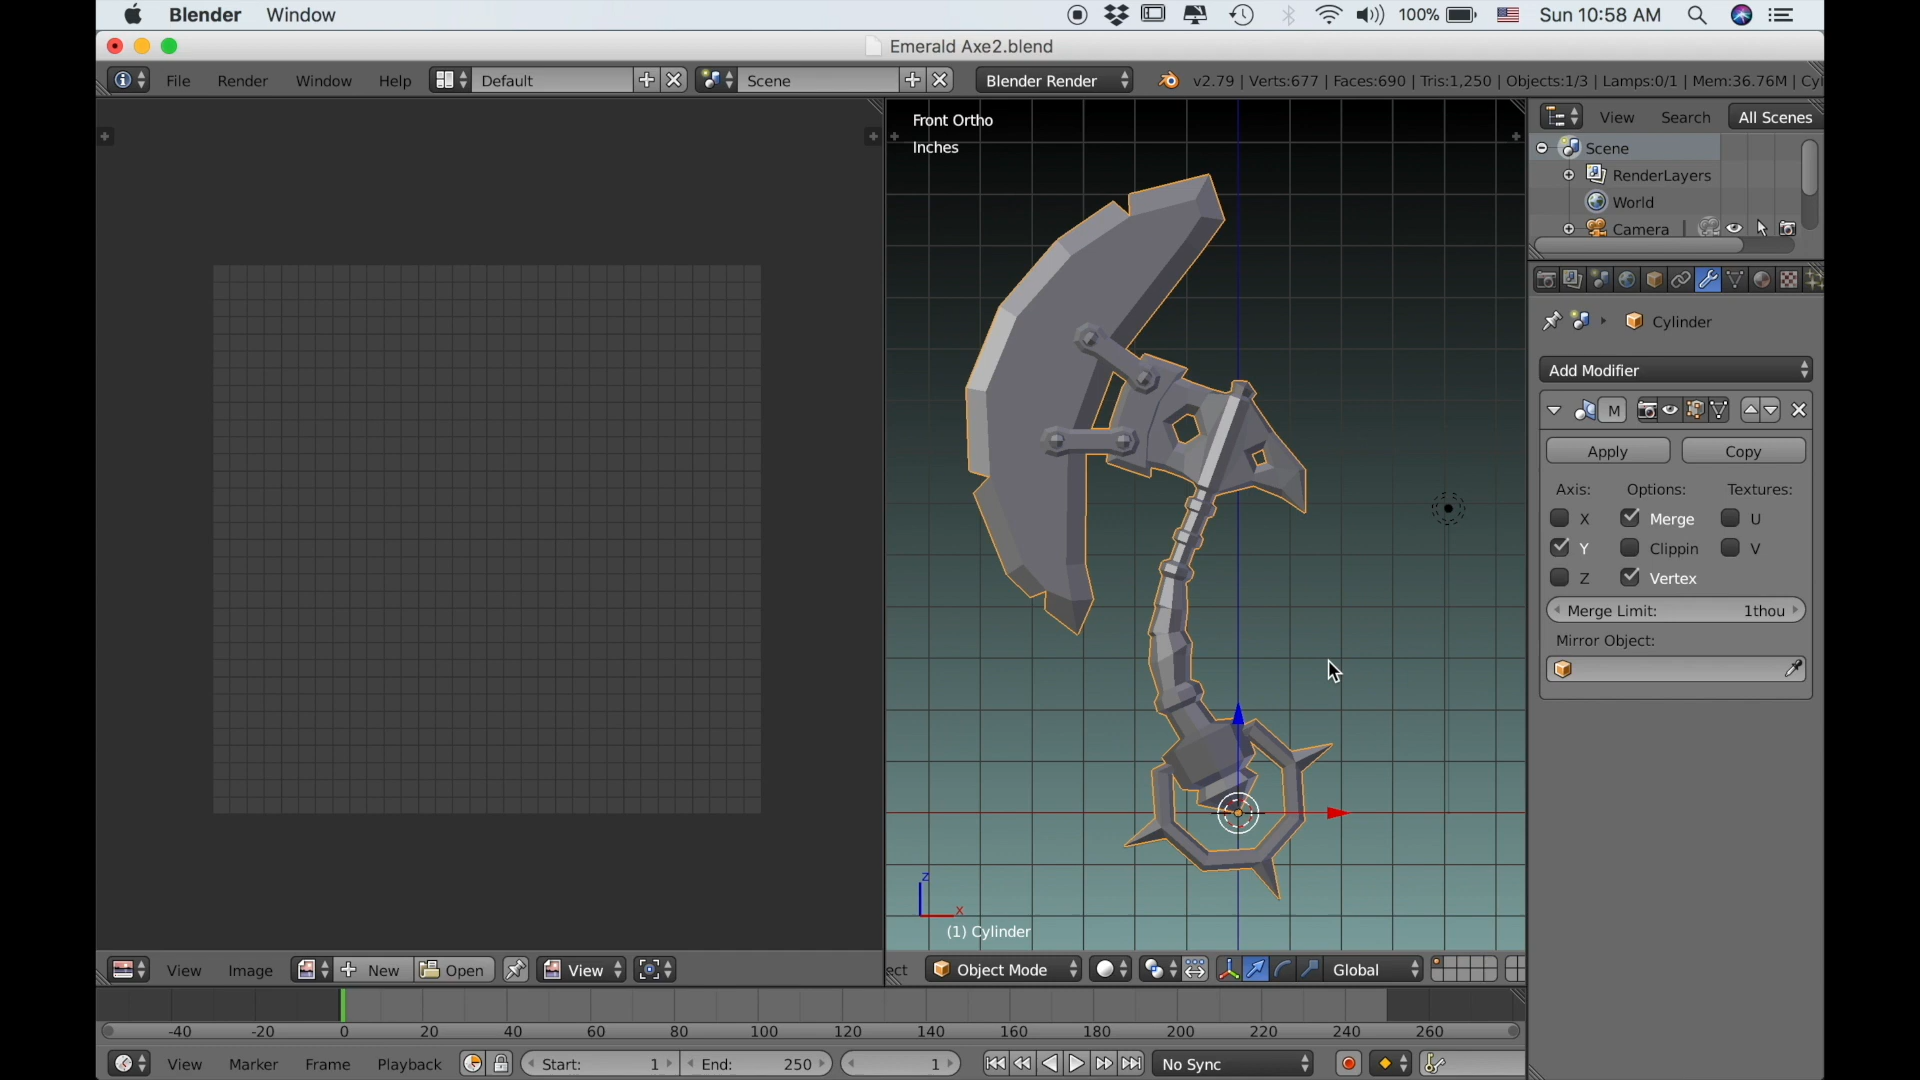 Blender Window 100% Sun 10:58 AM
Emerald Axe2.blend
File Render Window Help Default Scene Blender Render v2.79 | Verts:677 | Faces:690 | Tris:1,250 | Objects:1/3 | Lamps:0/1 | Mem:36.76M | Cyl
Front Ortho
Inches
View Search All Scenes
Scene
RenderLayers
World
Camera
Cylinder
Add Modifier
M
Apply Copy
Axis: Options: Textures:
X Merge U
Y Clippin V
Z Vertex
Merge Limit: 1thou
Mirror Object:
z
x
(1) Cylinder
View Image New Open View
ect Object Mode Global
-40 -20 0 20 40 60 80 100 120 140 160 180 200 220 240 260
View Marker Frame Playback Start: 1 End: 250 1 No Sync